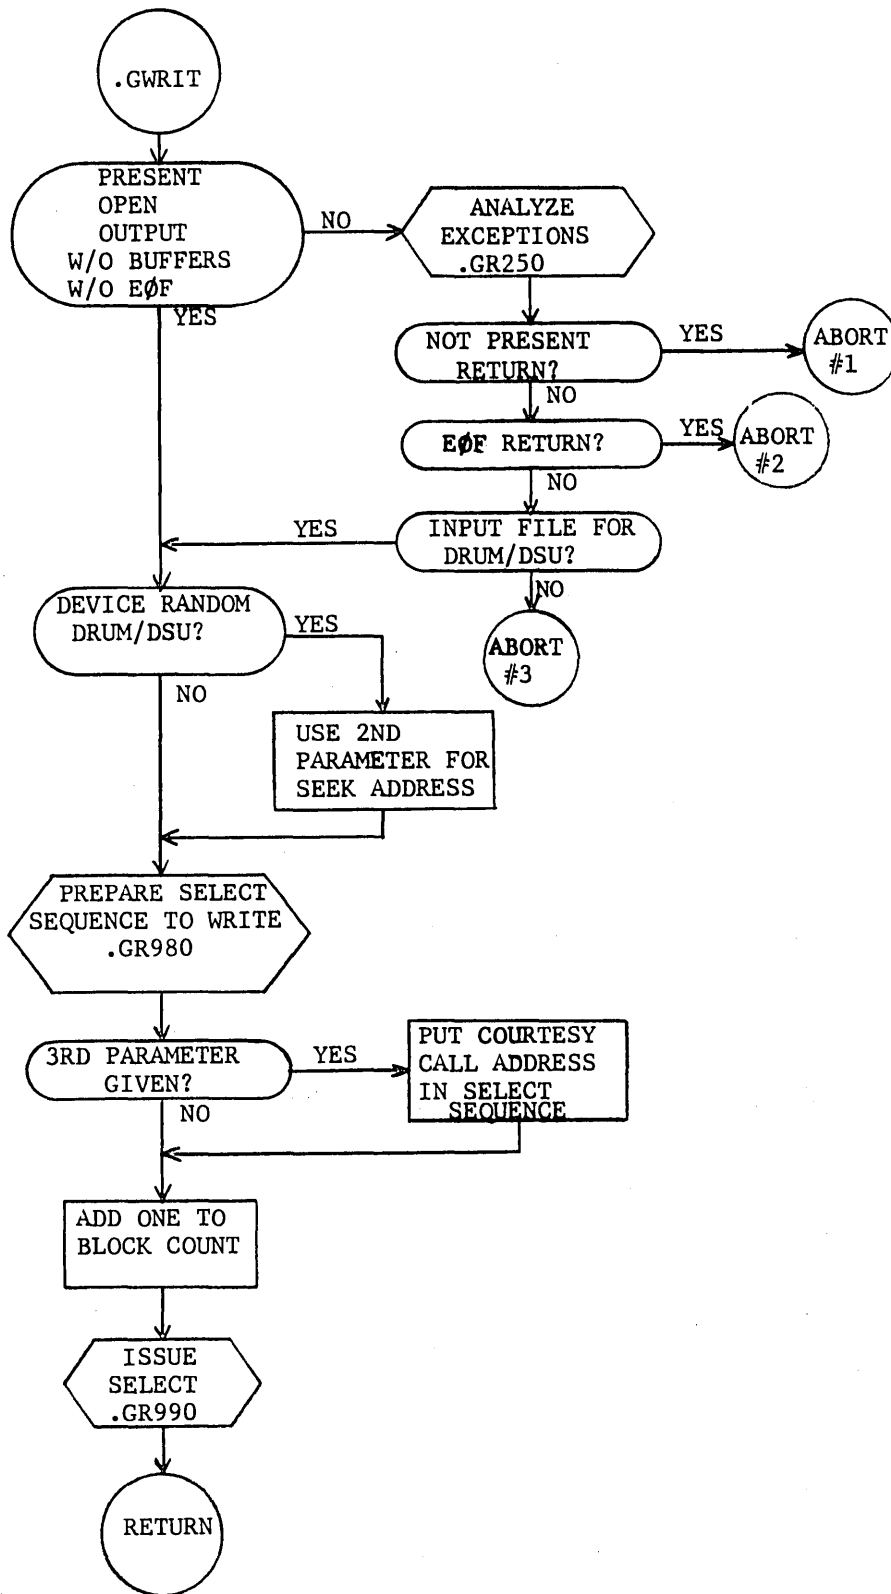 .GWRIT
PRESENT
OPEN
OUTPUT
W/O BUFFERS
W/O EØF
NO
YES
ANALYZE
EXCEPTIONS
.GR250
NOT PRESENT
RETURN?
YES
ABORT
#1
NO
EØF RETURN?
YES
ABORT
#2
NO
INPUT FILE FOR
DRUM/DSU?
YES
NO
ABORT
#3
DEVICE RANDOM
DRUM/DSU?
YES
NO
USE 2ND
PARAMETER FOR
SEEK ADDRESS
PREPARE SELECT
SEQUENCE TO WRITE
.GR980
3RD PARAMETER
GIVEN?
YES
NO
PUT COURTESY
CALL ADDRESS
IN SELECT
SEQUENCE
ADD ONE TO
BLOCK COUNT
ISSUE
SELECT
.GR990
RETURN